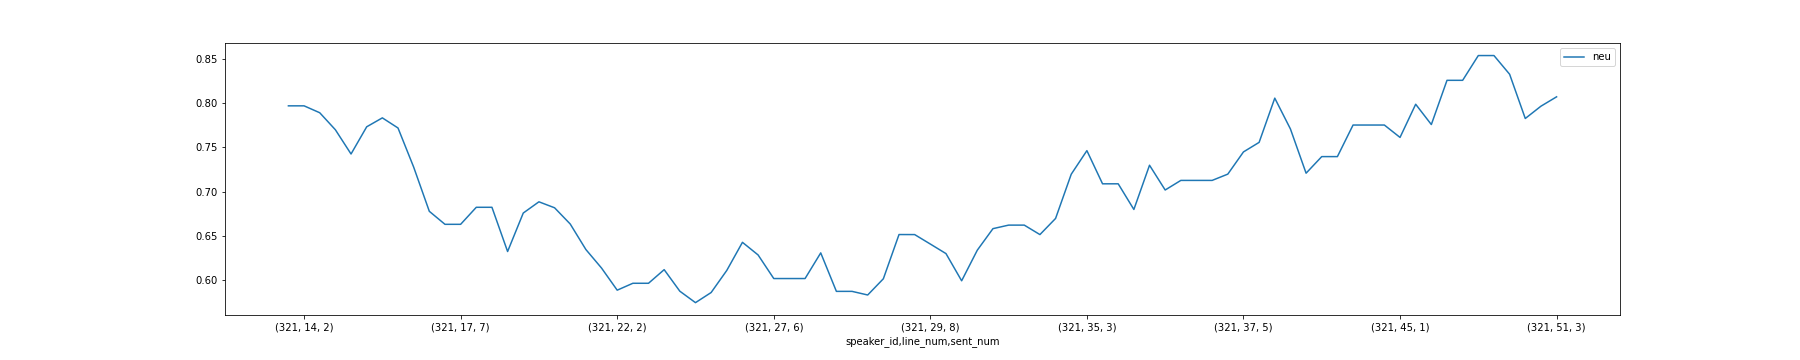 neu
0.85
0.80
0.75
0.70
0.65
0.60
(321, 14, 2) (321, 17, 7) (321, 22, 2) (321, 27, 6) (321, 29, 8) (321, 35, 3) (321, 37, 5) (321, 45, 1) (321, 51, 3)
speaker_id,line_num,sent_num